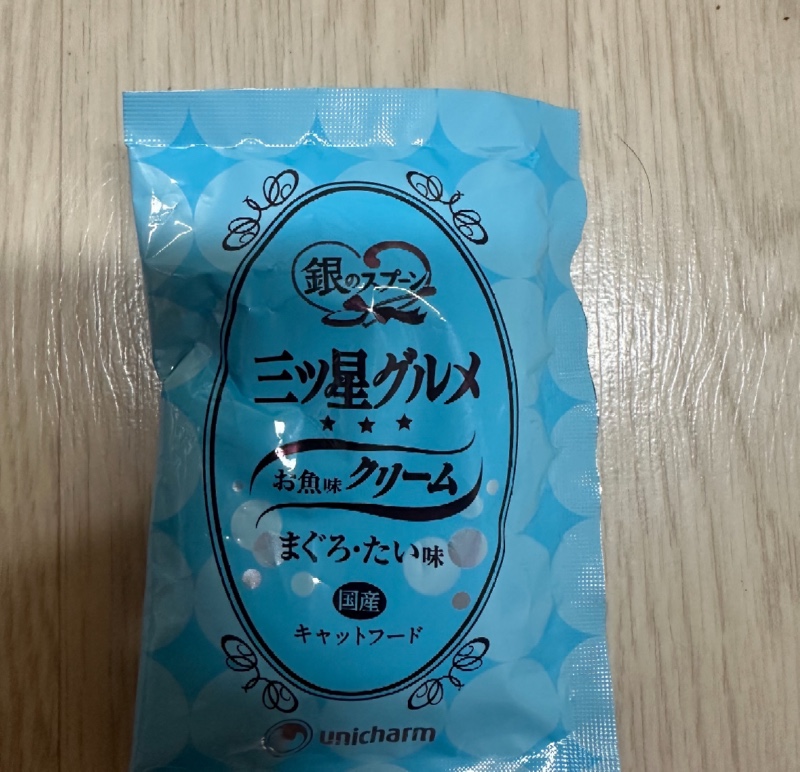 銀のスプーン
三ツ星グルメ
★★★
お魚味クリーム
まぐろ・たい味
国産
キャットフード
unicharm